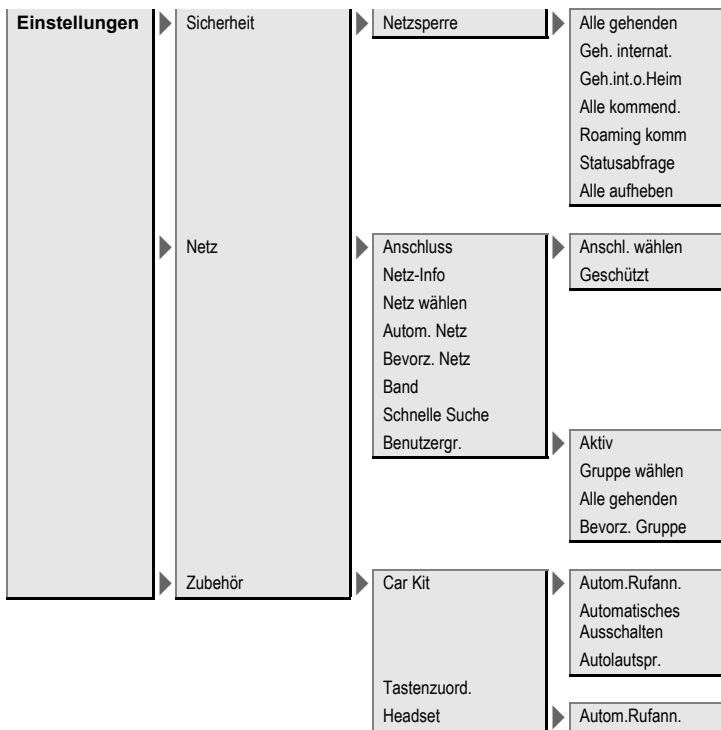 Einstellungen Sicherheit Netzsperre Alle gehenden
Geh. internat.
Geh.int.o.Heim
Alle kommend.
Roaming komm
Statusabfrage
Alle aufheben
Netz Anschluss Anschl. wählen
Netz-Info Geschützt
Netz wählen
Autom. Netz
Bevorz. Netz
Band
Schnelle Suche
Benutzergr. Aktiv
Gruppe wählen
Alle gehenden
Bevorz. Gruppe
Zubehör Car Kit Autom.Rufann.
Automatisches
Ausschalten
Autolautspr.
Tastenzuord.
Headset Autom.Rufann.